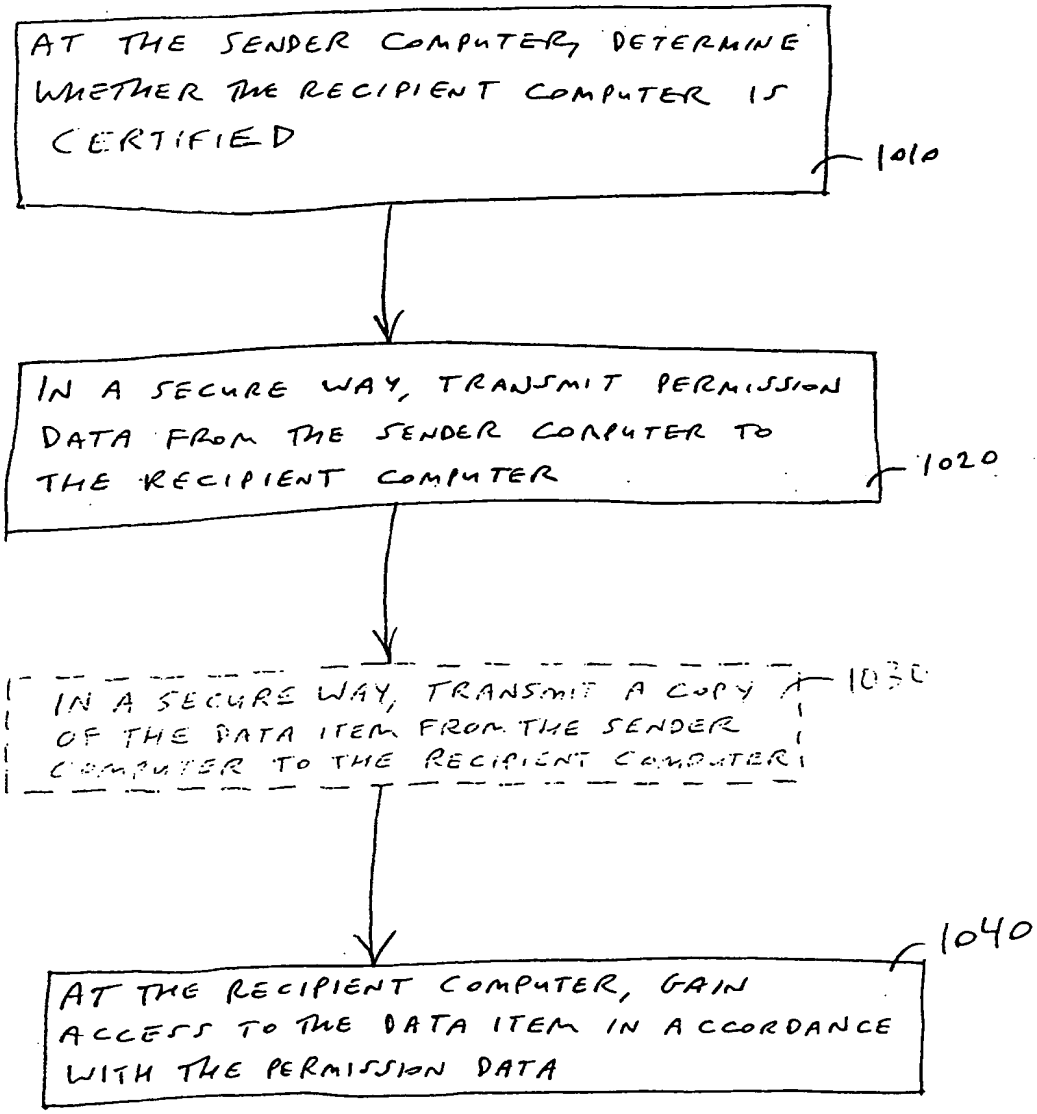 AT THE SENDER COMPUTER, DETERMINE
WHETHER THE RECIPIENT COMPUTER IS
CERTIFIED
1010
IN A SECURE WAY, TRANSMIT PERMISSION
DATA FROM THE SENDER COMPUTER TO
THE RECIPIENT COMPUTER
1020
IN A SECURE WAY, TRANSMIT A COPY
1030
OF THE DATA ITEM FROM THE SENDER
COMPUTER TO THE RECIPIENT COMPUTER
1040
AT THE RECIPIENT COMPUTER, GAIN
ACCESS TO THE DATA ITEM IN ACCORDANCE
WITH THE PERMISSION DATA